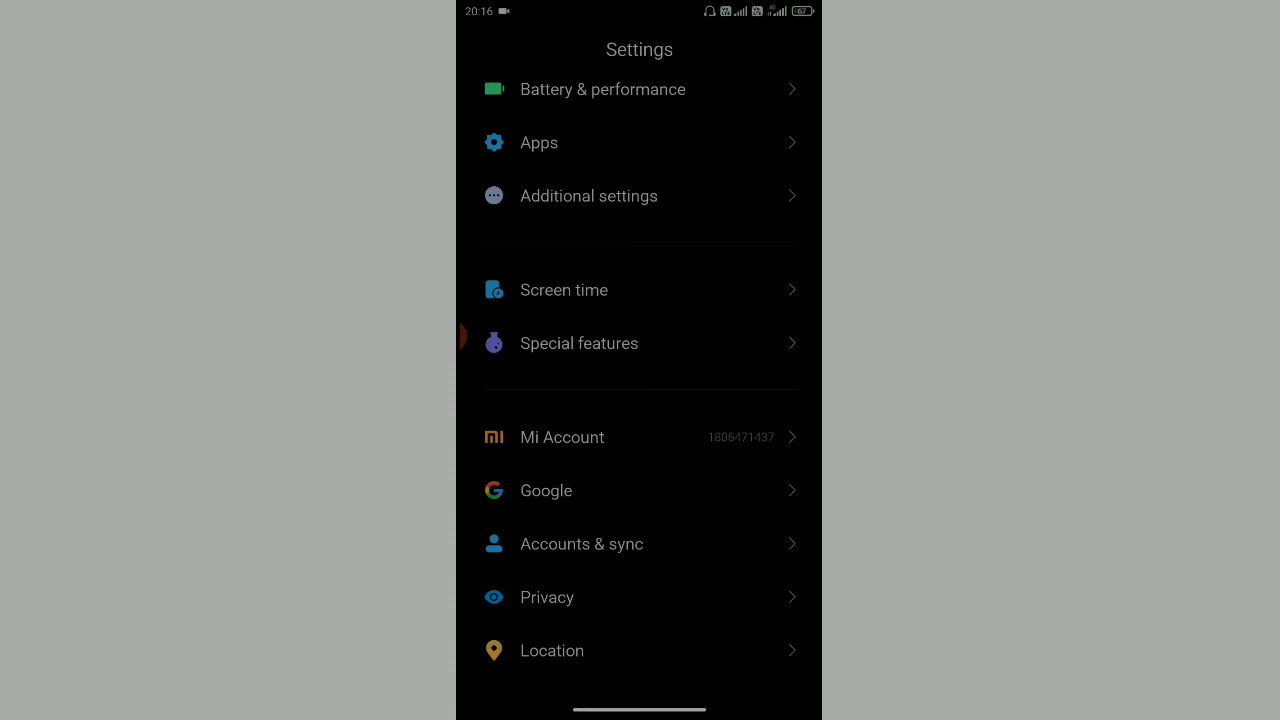 20:16
67
Settings
Battery & performance
Apps
Additional settings
Screen time
Special features
Mi Account 1806471437
Google
Accounts & sync
Privacy
Location